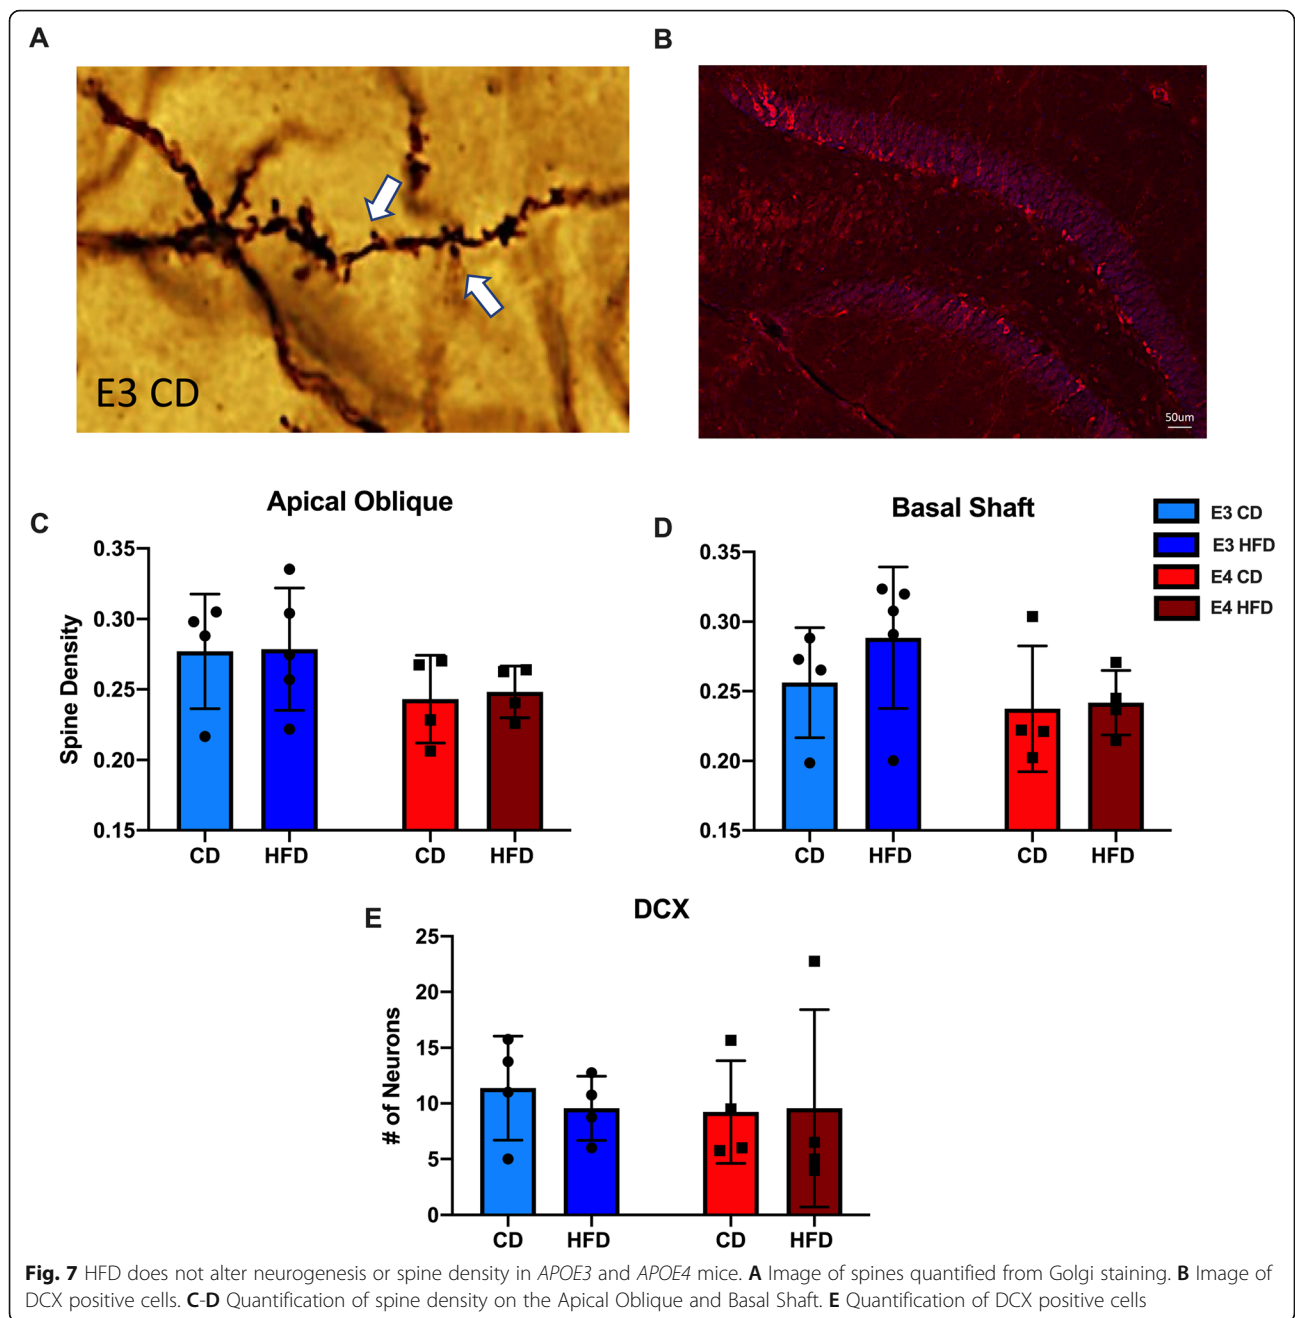 A
B
E3 CD
50um
Apical Oblique
C
Spine Density
0.35
0.30
0.25
0.20
0.15
CD
HFD
CD
HFD
Basal Shaft
D
0.35
0.30
0.25
0.20
0.15
CD
HFD
CD
HFD
E3 CD
E3 HFD
E4 CD
E4 HFD
DCX
E
# of Neurons
25
20
15
10
5
0
CD
HFD
CD
HFD
Fig. 7 HFD does not alter neurogenesis or spine density in APOE3 and APOE4 mice. A Image of spines quantified from Golgi staining. B Image of
DCX positive cells. C-D Quantification of spine density on the Apical Oblique and Basal Shaft. E Quantification of DCX positive cells